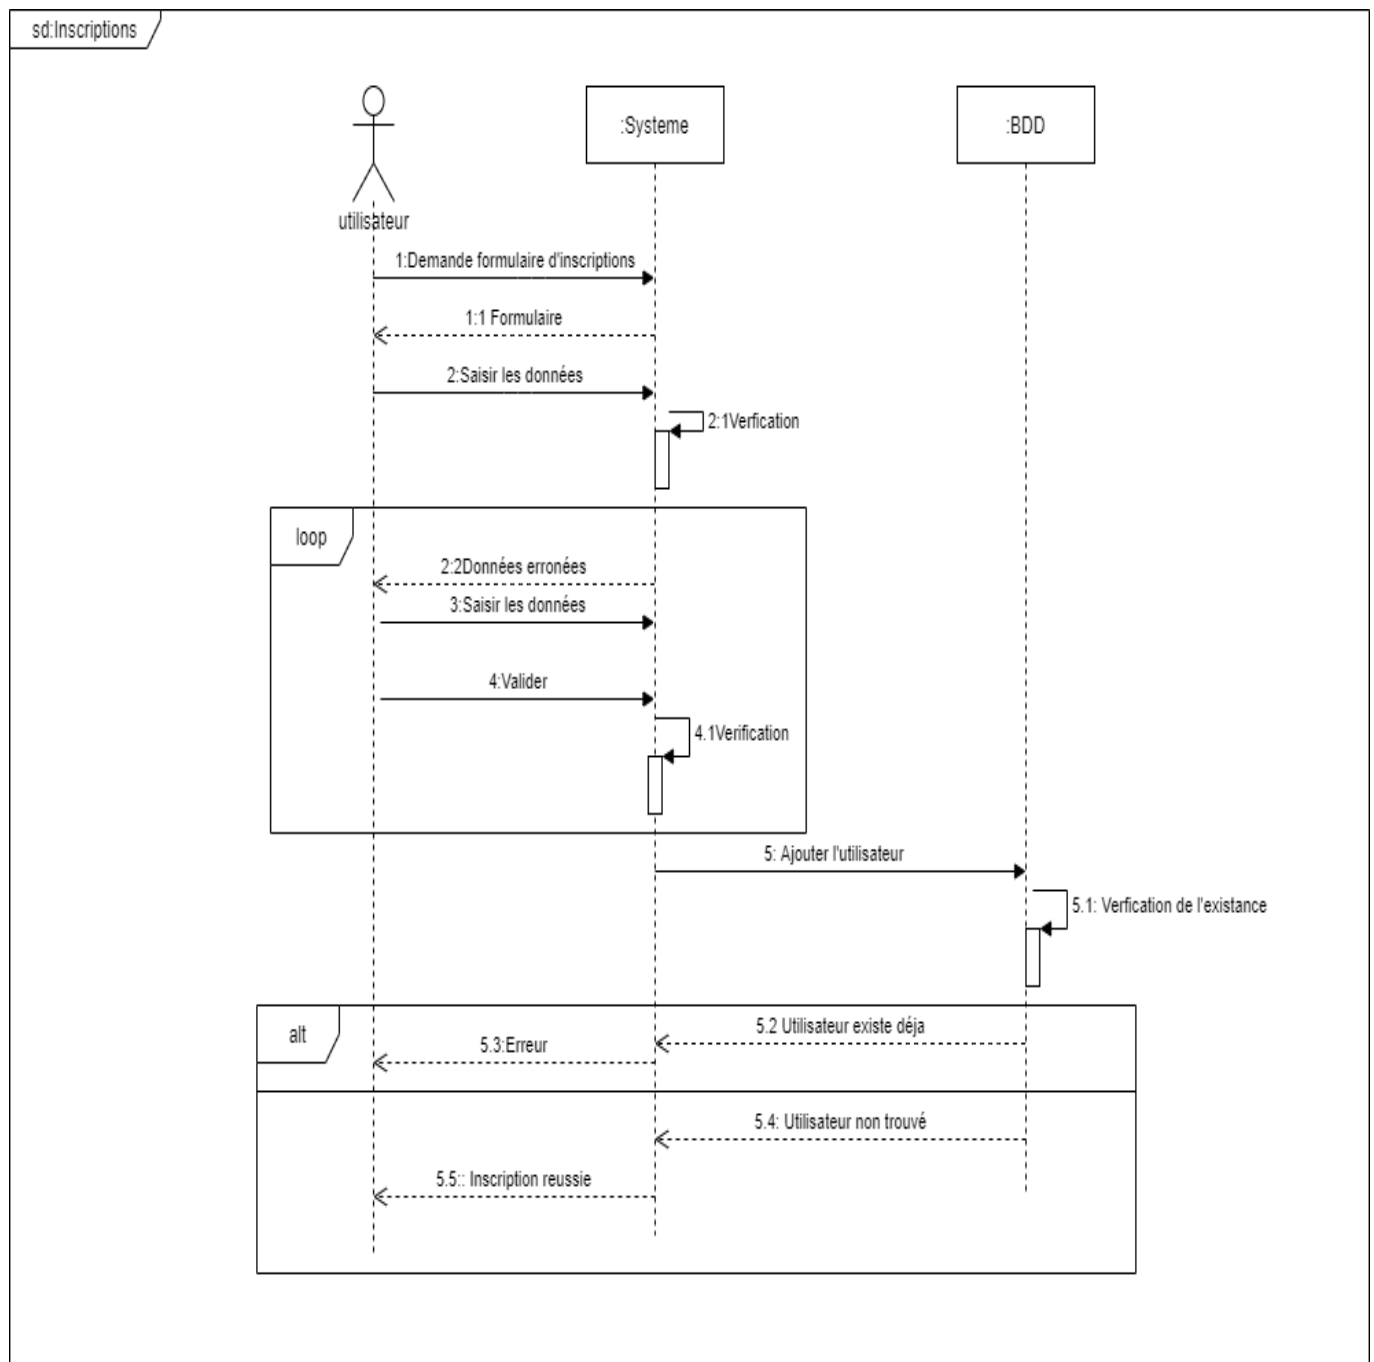 sd:Inscriptions
:Systeme
:BDD
utilisateur
1:Demande formulaire d'inscriptions
1:1 Formulaire
2:Saisir les données
2:1Verfication
loop
2:2Données erronées
3:Saisir les données
4:Valider
4.1Verification
5: Ajouter l'utilisateur
5.1: Verfication de l'existance
alt
5.2 Utilisateur existe déja
5.3:Erreur
5.4: Utilisateur non trouvé
5.5:: Inscription reussie